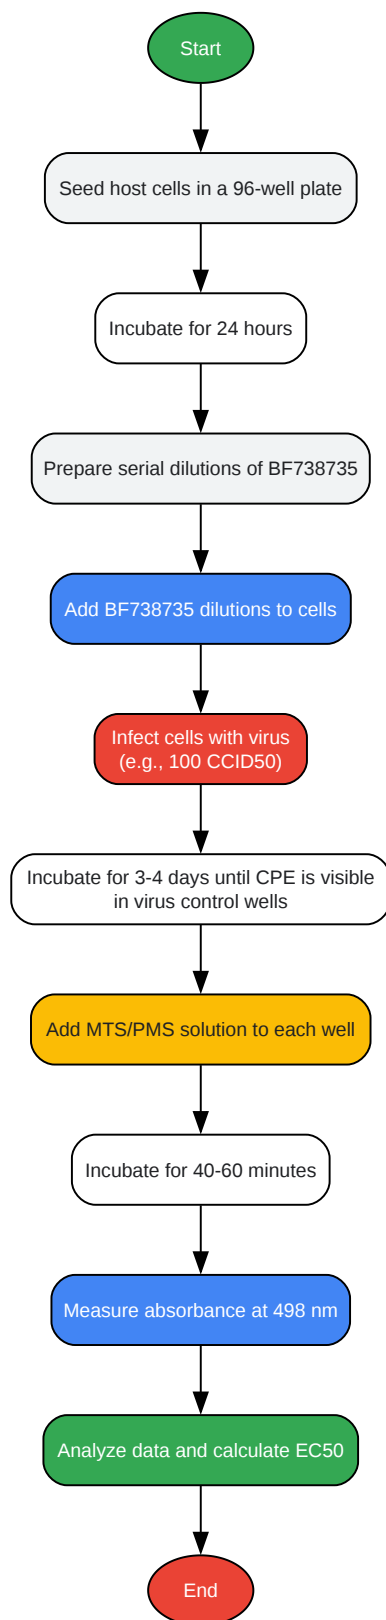 Start
Seed host cells in a 96-well plate
Incubate for 24 hours
Prepare serial dilutions of BF738735
Add BF738735 dilutions to cells
Infect cells with virus
(e.g., 100 CCID50)
Incubate for 3-4 days until CPE is visible
in virus control wells
Add MTS/PMS solution to each well
Incubate for 40-60 minutes
Measure absorbance at 498 nm
Analyze data and calculate EC50
End